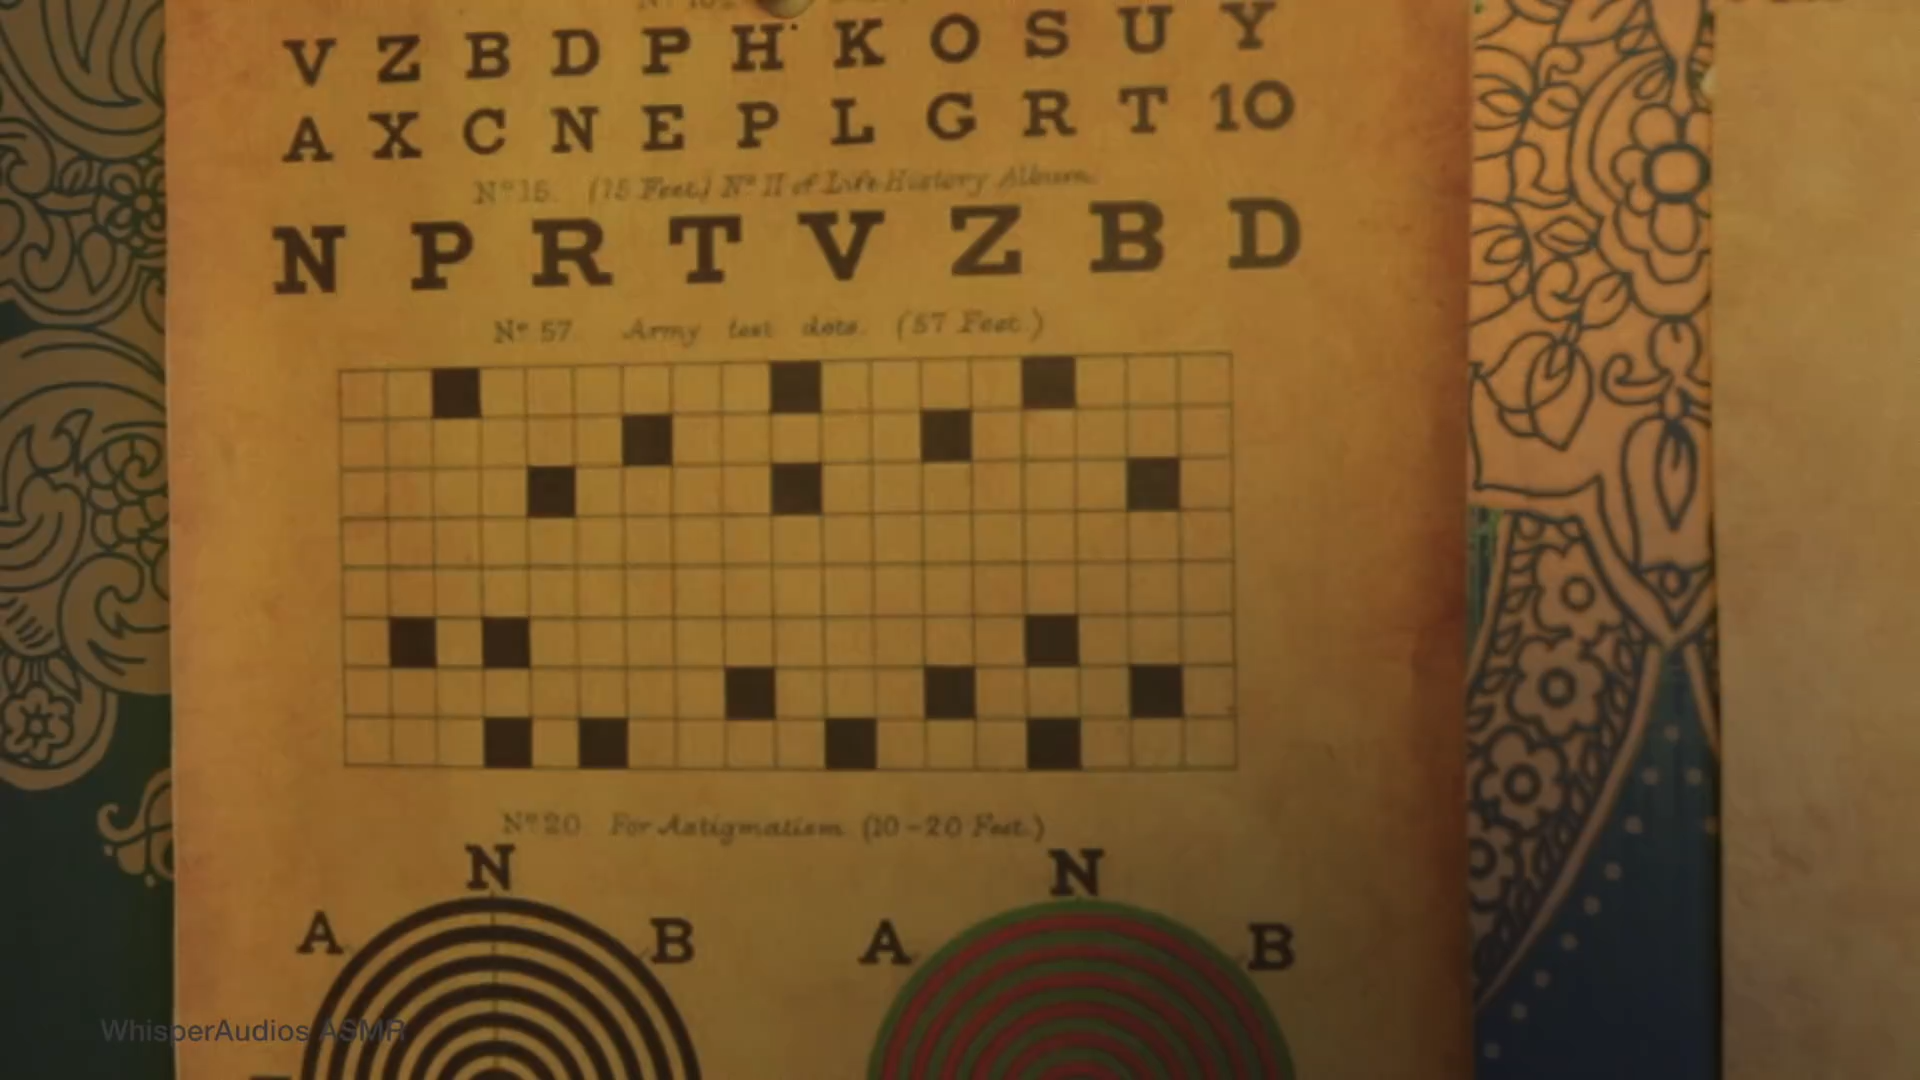 V Z B D P H K O S U Y
A X C N E P L G R T 10
Nº 15. (15 Feet.) Nº II of Life History Album.
N P R T V Z B D
Nº 57. Army test dots. (57 Feet.)
Nº 20 For Astigmatism (10-20 Feet.)
N N
A B A B
WhisperAudios ASMR